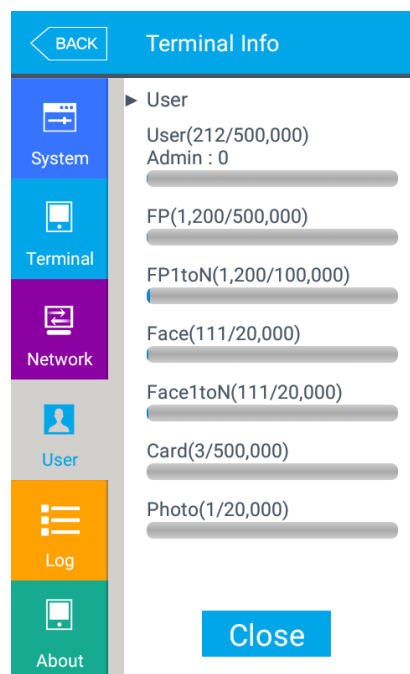 BACK
Terminal Info
System
Terminal
Network
User
Log
About
► User
User(212/500,000)
Admin : 0
FP(1,200/500,000)
FP1toN(1,200/100,000)
Face(111/20,000)
Face1toN(111/20,000)
Card(3/500,000)
Photo(1/20,000)
Close